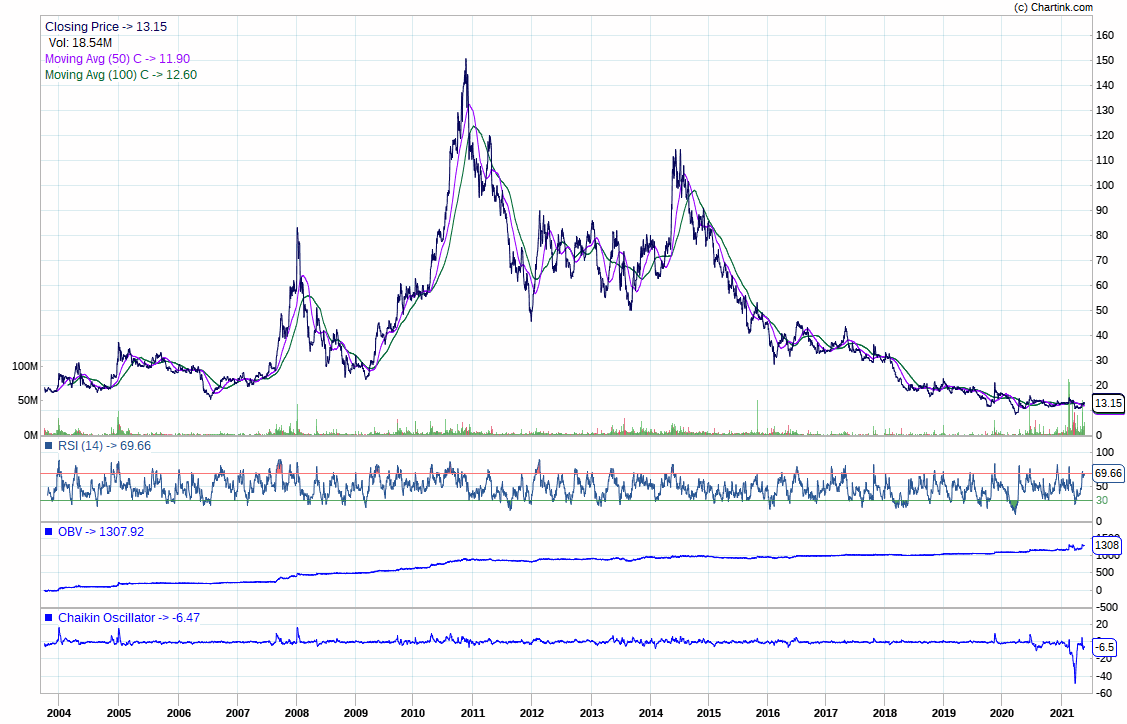 (c) Chartink.com
Closing Price -> 13.15
Vol: 18.54M
Moving Avg (50) C -> 11.90
Moving Avg (100) C -> 12.60
160
150
140
130
120
110
100
90
80
70
60
50
40
30
20
13.15
0
100M
50M
0M
RSI (14) -> 69.66
100
69.66
50
30
0
OBV -> 1307.92
1308
1000
500
0
-500
Chaikin Oscillator -> -6.47
20
-6.5
-20
-40
-60
2004 2005 2006 2007 2008 2009 2010 2011 2012 2013 2014 2015 2016 2017 2018 2019 2020 2021